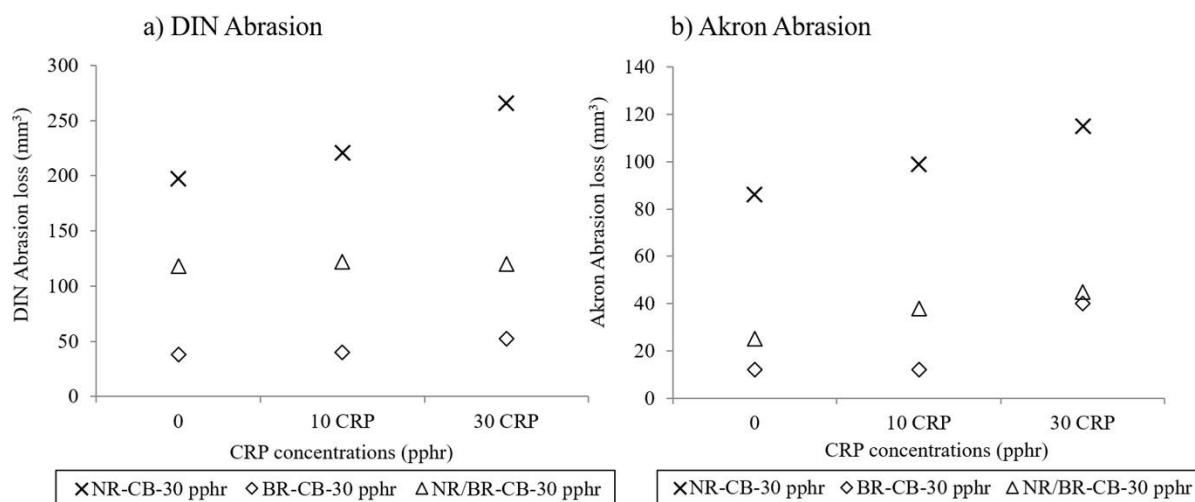 a) DIN Abrasion
300
250
200
150
100
50
0
DIN Abrasion loss (mm³)
0 10 CRP 30 CRP
CRP concentrations (pphr)
NR-CB-30 pphr BR-CB-30 pphr NR/BR-CB-30 pphr
b) Akron Abrasion
140
120
100
80
60
40
20
0
Akron Abrasion loss (mm³)
0 10 CRP 30 CRP
CRP concentrations (pphr)
NR-CB-30 pphr BR-CB-30 pphr NR/BR-CB-30 pphr